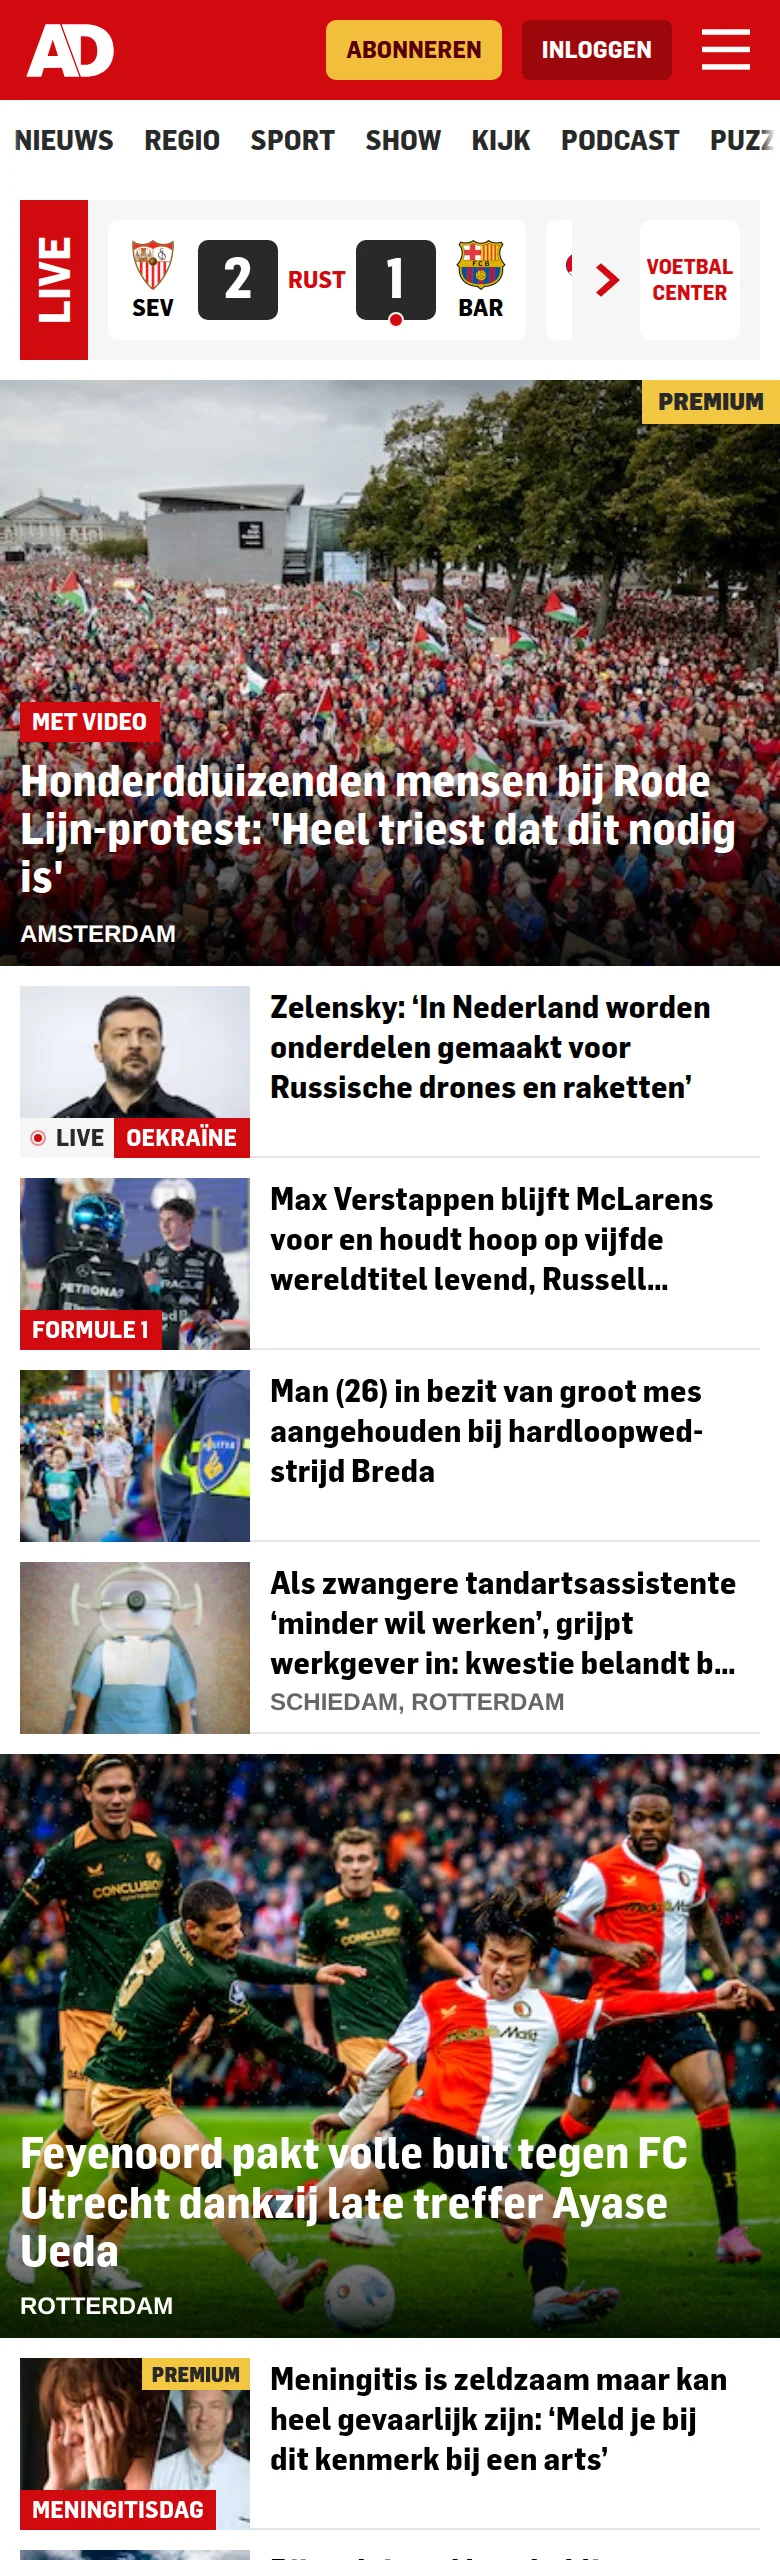 AD
ABONNEREN
INLOGGEN
NIEUWS REGIO SPORT SHOW KIJK PODCAST PUZZ
LIVE
SEV
2
RUST
1
BAR
VOETBAL
CENTER
PREMIUM
MET VIDEO
Honderdduizenden mensen bij Rode
Lijn-protest: 'Heel triest dat dit nodig
is'
AMSTERDAM
Zelensky: ‘In Nederland worden
onderdelen gemaakt voor
Russische drones en raketten’
LIVE OEKRAÏNE
Max Verstappen blijft McLarens
voor en houdt hoop op vijfde
wereldtitel levend, Russell...
PETRONAS
FORMULE 1
Man (26) in bezit van groot mes
aangehouden bij hardloopwed-
strijd Breda
Als zwangere tandartsassistente
‘minder wil werken’, grijpt
werkgever in: kwestie belandt b...
SCHIEDAM, ROTTERDAM
CONCLUSION
Feyenoord pakt volle buit tegen FC
Utrecht dankzij late treffer Ayase
Ueda
ROTTERDAM
PREMIUM
Meningitis is zeldzaam maar kan
heel gevaarlijk zijn: ‘Meld je bij
dit kenmerk bij een arts’
MENINGITISDAG